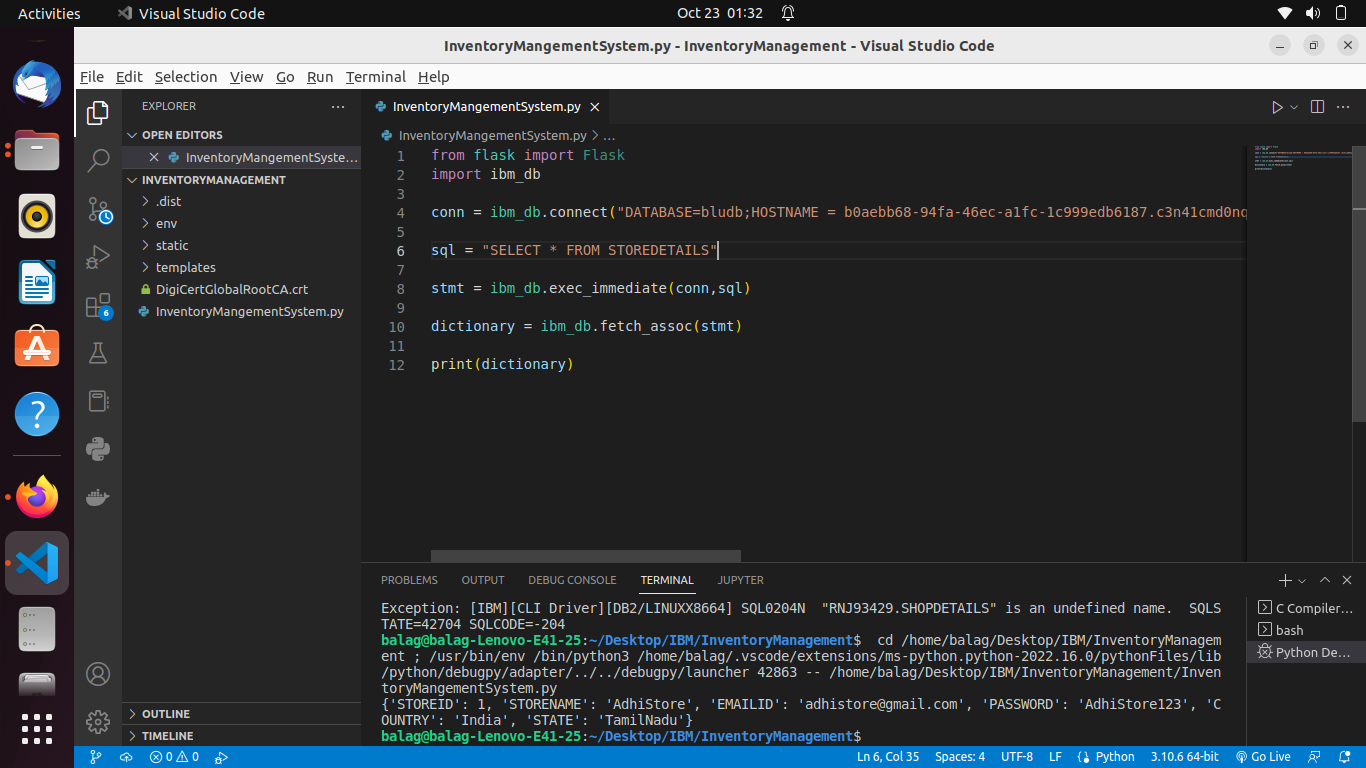 Activities Visual Studio Code Oct 23 01:32
InventoryMangementSystem.py - InventoryManagement - Visual Studio Code
File Edit Selection View Go Run Terminal Help
EXPLORER
OPEN EDITORS
InventoryMangementSyste...
INVENTORYMANAGEMENT
.dist
env
static
templates
DigiCertGlobalRootCA.crt
InventoryMangementSystem.py
OUTLINE
TIMELINE
6
InventoryMangementSystem.py
InventoryMangementSystem.py > ...
1 from flask import Flask
2 import ibm_db
3
4 conn = ibm_db.connect("DATABASE=bludb;HOSTNAME = b0aebb68-94fa-46ec-a1fc-1c999edb6187.c3n41cmd0nq
5
6 sql = "SELECT * FROM STOREDETAILS"
7
8 stmt = ibm_db.exec_immediate(conn,sql)
9
10 dictionary = ibm_db.fetch_assoc(stmt)
11
12 print(dictionary)
PROBLEMS OUTPUT DEBUG CONSOLE TERMINAL JUPYTER
Exception: [IBM][CLI Driver][DB2/LINUXX8664] SQL0204N "RNJ93429.SHOPDETAILS" is an undefined name. SQLS
TATE=42704 SQLCODE=-204
balag@balag-Lenovo-E41-25:~/Desktop/IBM/InventoryManagement$ cd /home/balag/Desktop/IBM/InventoryManagem
ent ; /usr/bin/env /bin/python3 /home/balag/.vscode/extensions/ms-python.python-2022.16.0/pythonFiles/lib
/python/debugpy/adapter/../../debugpy/launcher 42863 -- /home/balag/Desktop/IBM/InventoryManagement/Inven
toryMangementSystem.py
{'STOREID': 1, 'STORENAME': 'AdhiStore', 'EMAILID': 'adhistore@gmail.com', 'PASSWORD': 'AdhiStore123', 'C
OUNTRY': 'India', 'STATE': 'TamilNadu'}
balag@balag-Lenovo-E41-25:~/Desktop/IBM/InventoryManagement$
C Compiler...
bash
Python De...
0 0 Ln 6, Col 35 Spaces: 4 UTF-8 LF Python 3.10.6 64-bit Go Live